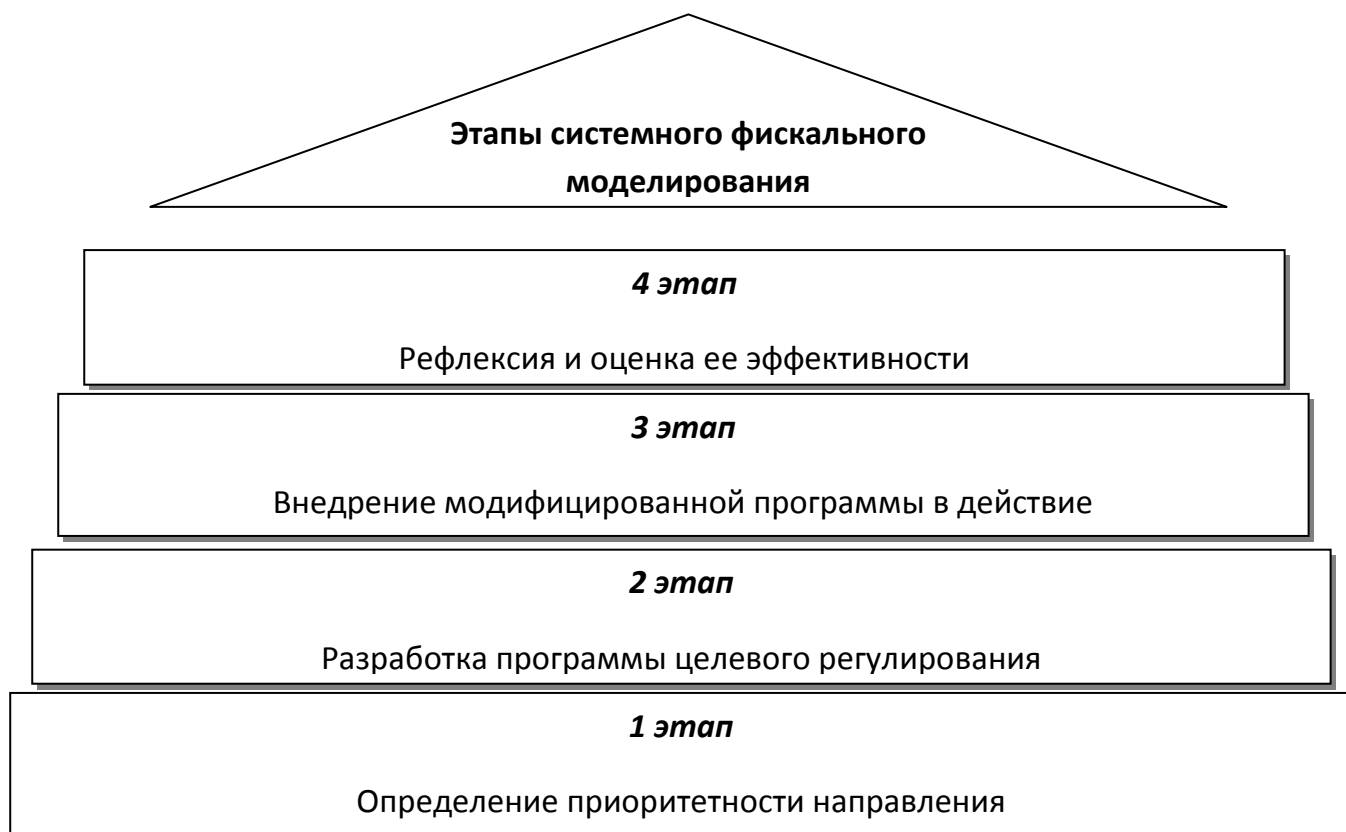 Этапы системного фискального
моделирования
4 этап
Рефлексия и оценка ее эффективности
3 этап
Внедрение модифицированной программы в действие
2 этап
Разработка программы целевого регулирования
1 этап
Определение приоритетности направления